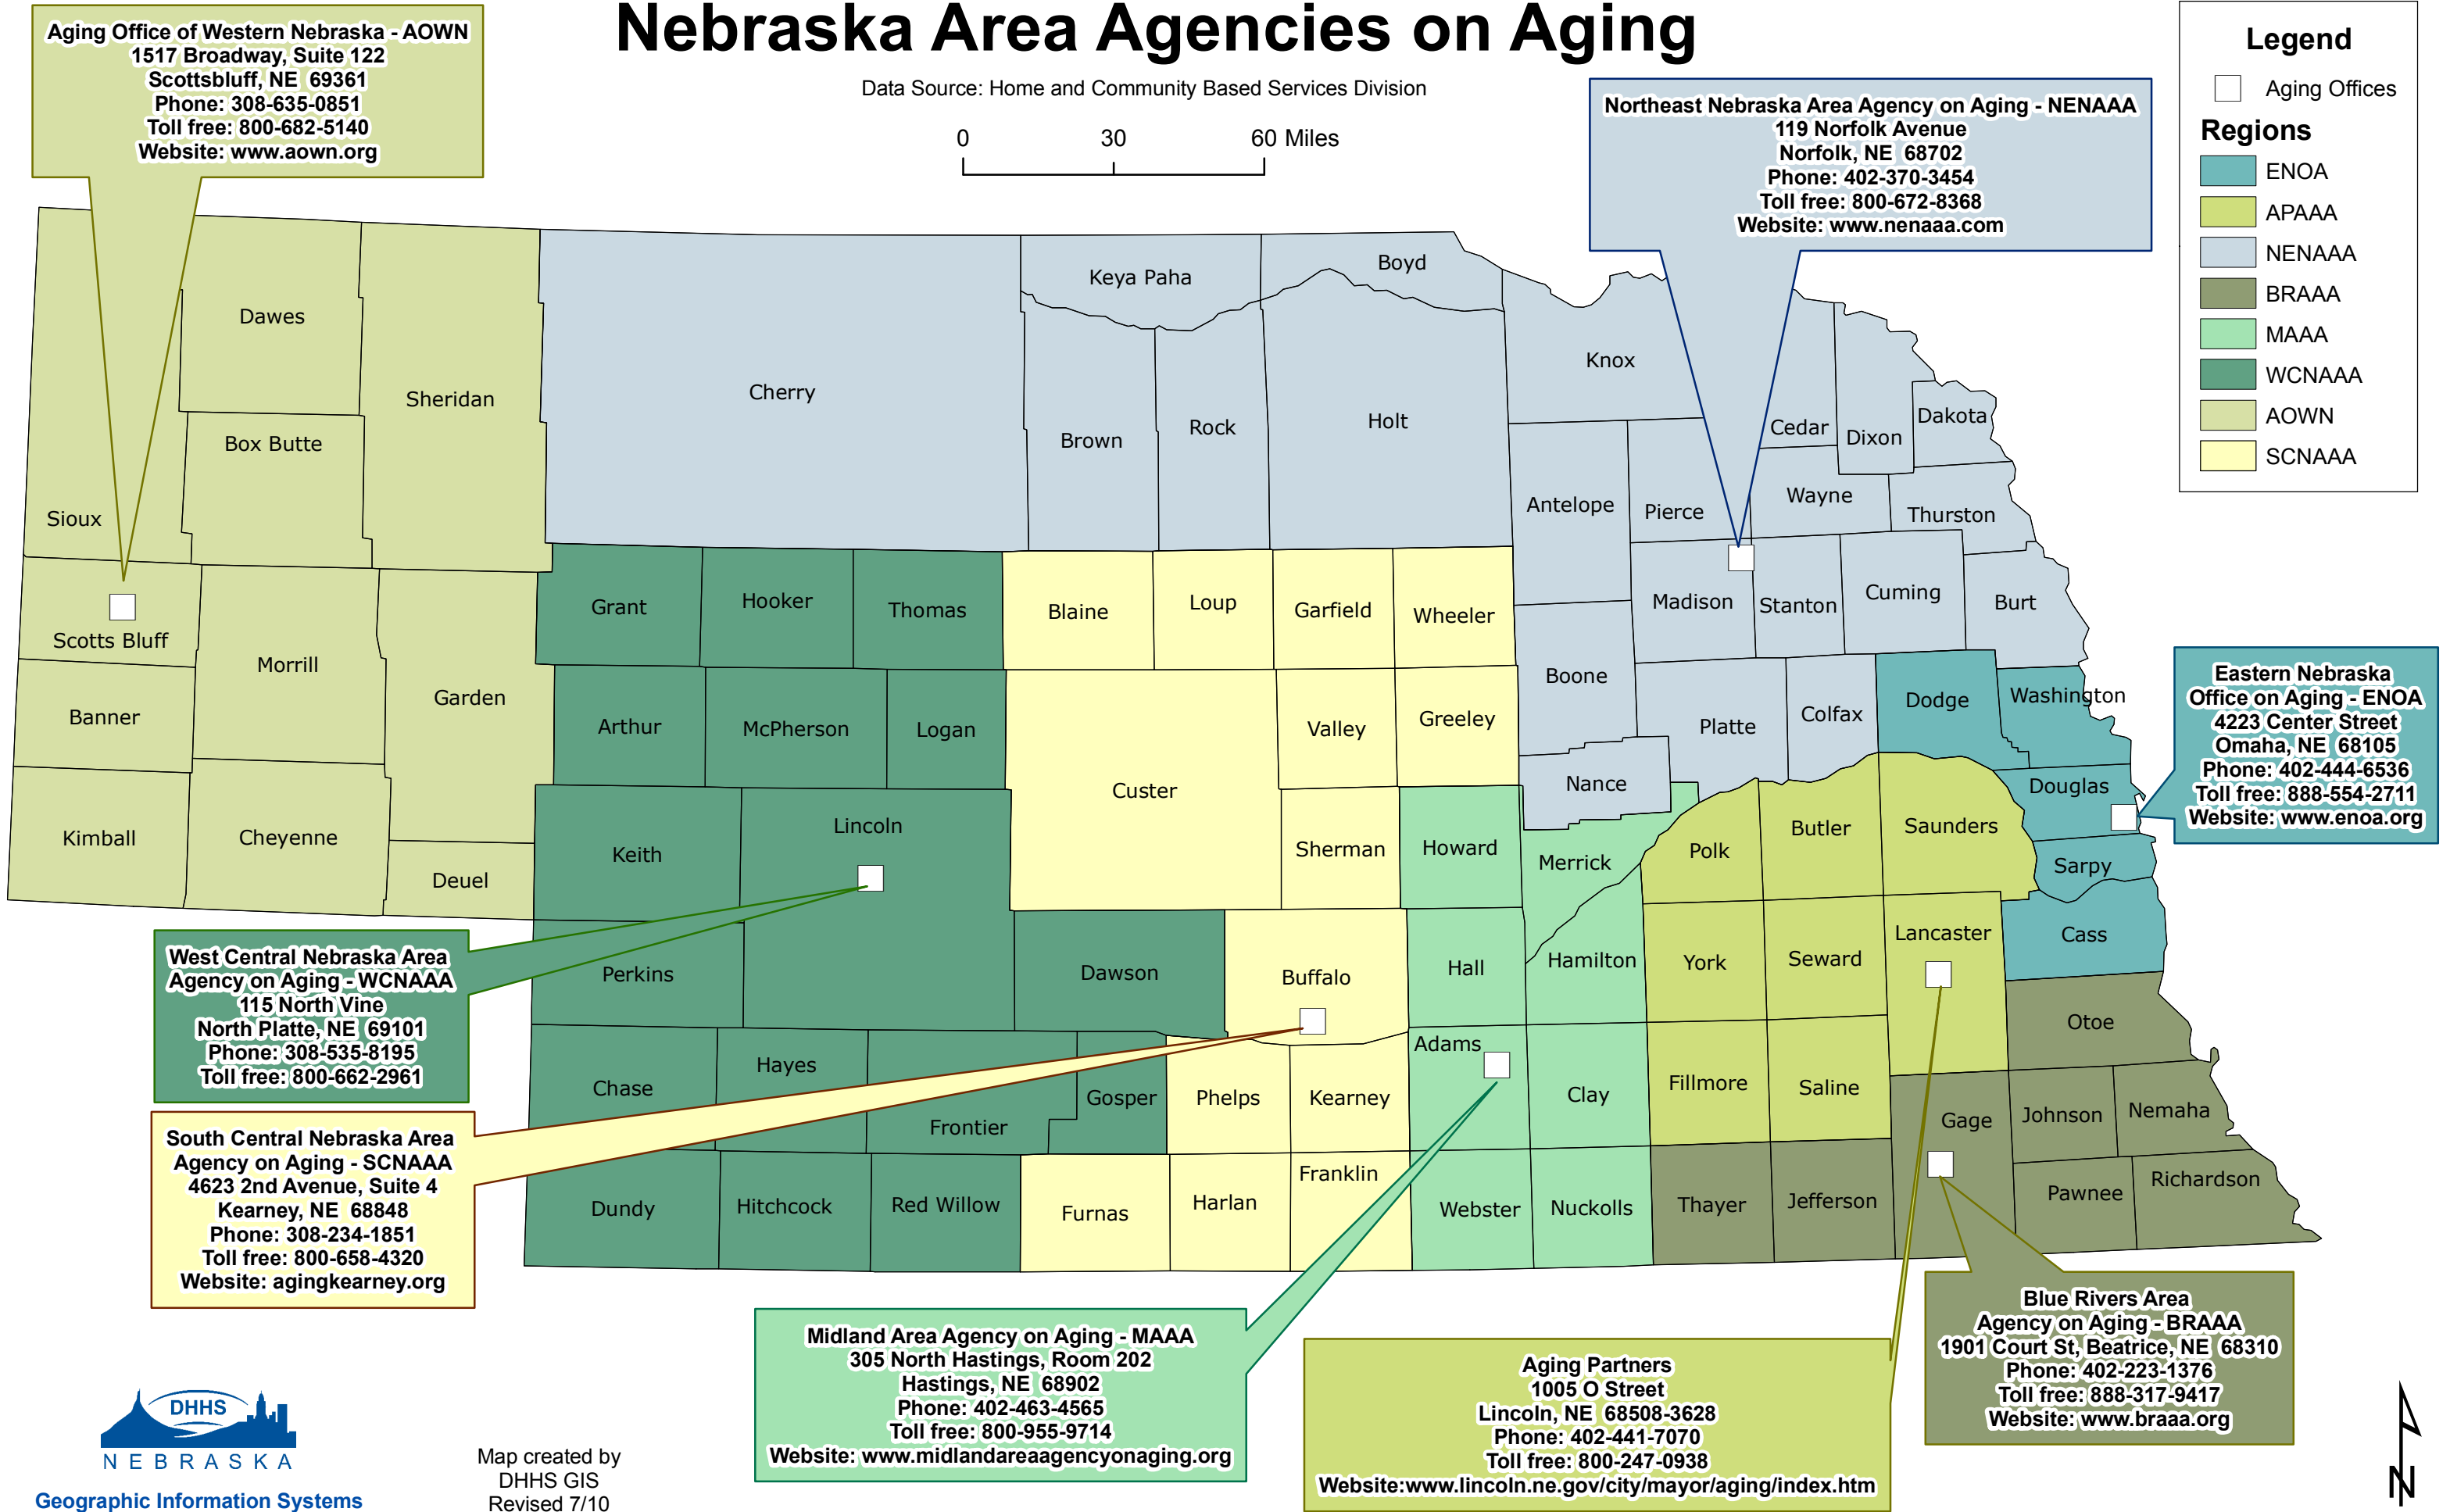 Nebraska Area Agencies on Aging
Data Source: Home and Community Based Services Division
0 30 60 Miles
Aging Office of Western Nebraska - AOWN
1517 Broadway, Suite 122
Scottsbluff, NE 69361
Phone: 308-635-0851
Toll free: 800-682-5140
Website: www.aown.org
Northeast Nebraska Area Agency on Aging - NENAAA
119 Norfolk Avenue
Norfolk, NE 68702
Phone: 402-370-3454
Toll free: 800-672-8368
Website: www.nenaaa.com
Legend
Aging Offices
Regions
ENOA
APAAA
NENAAA
BRAAA
MAAA
WCNAAA
AOWN
SCNAAA
Sioux
Dawes
Box Butte
Sheridan
Scotts Bluff
Banner
Morrill
Garden
Kimball
Cheyenne
Deuel
Cherry
Keya Paha
Boyd
Brown
Rock
Holt
Knox
Cedar
Dixon
Dakota
Antelope
Pierce
Wayne
Thurston
Madison
Stanton
Cuming
Burt
Boone
Platte
Colfax
Nance
Dodge
Washington
Douglas
Sarpy
Cass
Grant
Hooker
Thomas
Arthur
McPherson
Logan
Keith
Lincoln
Perkins
Dawson
Chase
Hayes
Frontier
Gosper
Dundy
Hitchcock
Red Willow
Blaine
Loup
Garfield
Wheeler
Custer
Valley
Greeley
Sherman
Buffalo
Phelps
Kearney
Furnas
Harlan
Franklin
Howard
Merrick
Hall
Hamilton
Adams
Clay
Webster
Nuckolls
Polk
Butler
Saunders
York
Seward
Lancaster
Fillmore
Saline
Otoe
Gage
Johnson
Nemaha
Thayer
Jefferson
Pawnee
Richardson
Eastern Nebraska
Office on Aging - ENOA
4223 Center Street
Omaha, NE 68105
Phone: 402-444-6536
Toll free: 888-554-2711
Website: www.enoa.org
West Central Nebraska Area
Agency on Aging - WCNAAA
115 North Vine
North Platte, NE 69101
Phone: 308-535-8195
Toll free: 800-662-2961
South Central Nebraska Area
Agency on Aging - SCNAAA
4623 2nd Avenue, Suite 4
Kearney, NE 68848
Phone: 308-234-1851
Toll free: 800-658-4320
Website: agingkearney.org
Midland Area Agency on Aging - MAAA
305 North Hastings, Room 202
Hastings, NE 68902
Phone: 402-463-4565
Toll free: 800-955-9714
Website: www.midlandareaagencyonaging.org
Aging Partners
1005 O Street
Lincoln, NE 68508-3628
Phone: 402-441-7070
Toll free: 800-247-0938
Website:www.lincoln.ne.gov/city/mayor/aging/index.htm
Blue Rivers Area
Agency on Aging - BRAAA
1901 Court St, Beatrice, NE 68310
Phone: 402-223-1376
Toll free: 888-317-9417
Website: www.braaa.org
DHHS
NEBRASKA
Geographic Information Systems
Map created by
DHHS GIS
Revised 7/10
N